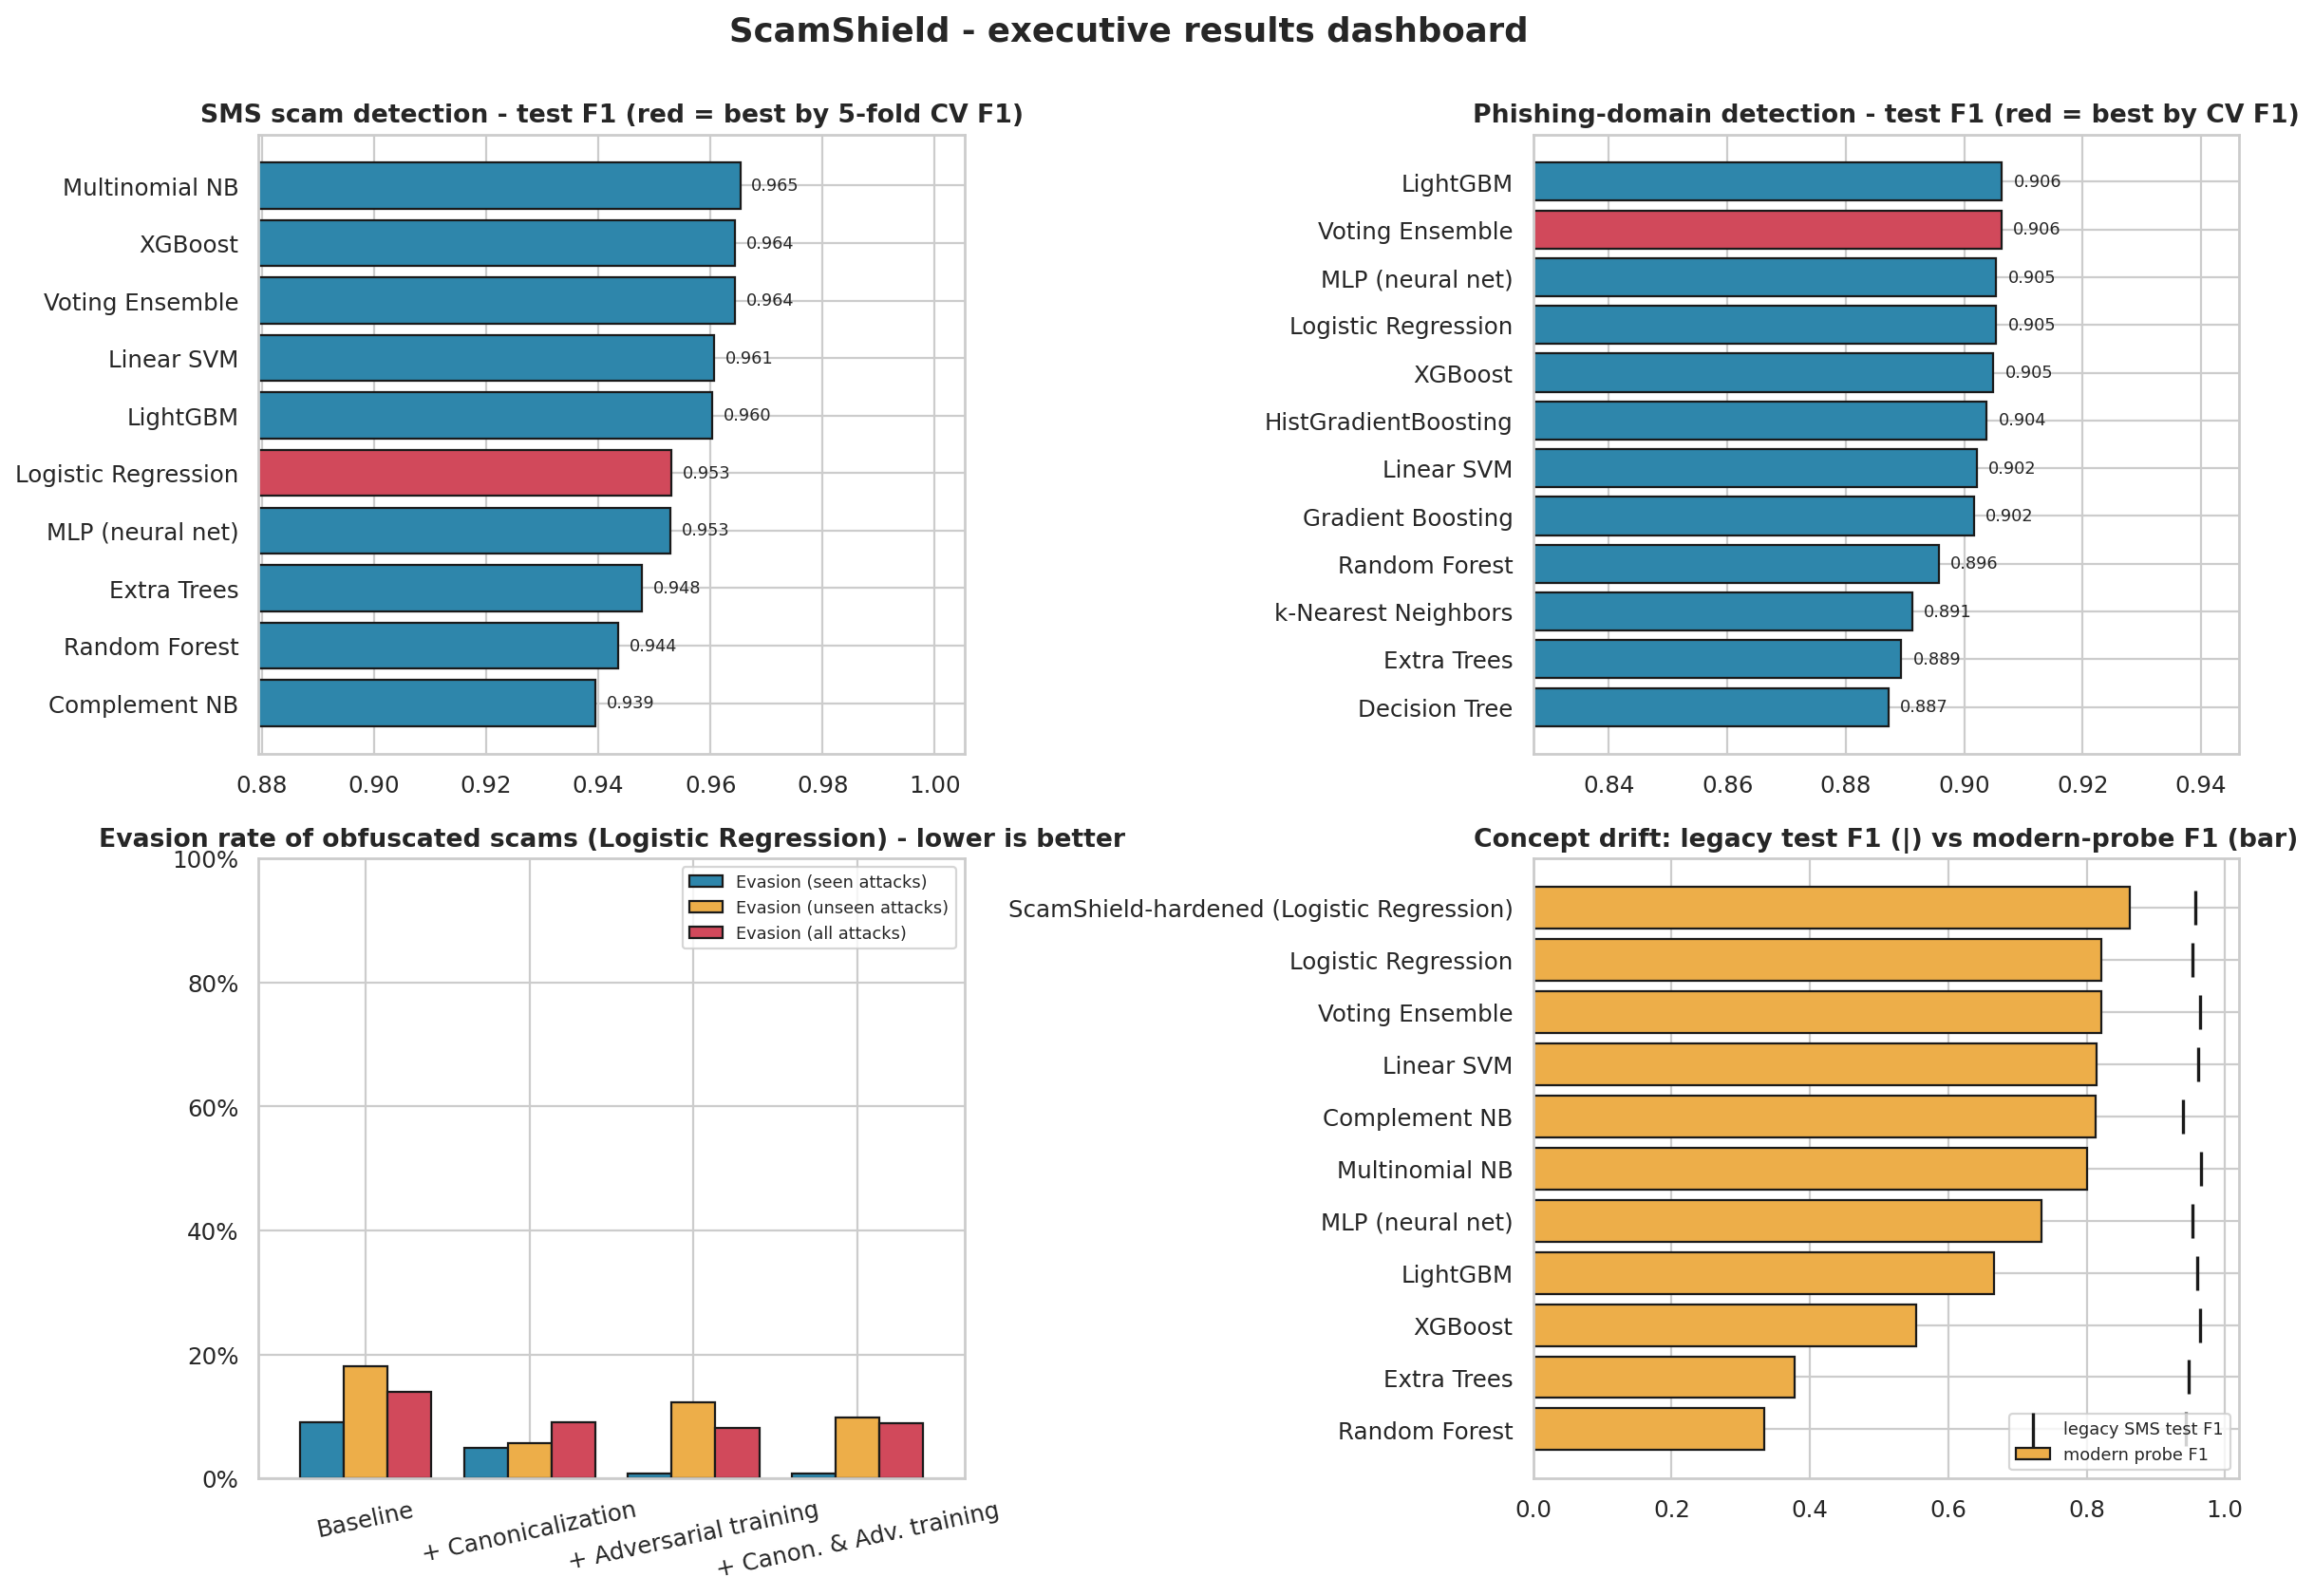 ScamShield - executive results dashboard
SMS scam detection - test F1 (red = best by 5-fold CV F1)
Multinomial NB 0.965
XGBoost 0.964
Voting Ensemble 0.964
Linear SVM 0.961
LightGBM 0.960
Logistic Regression 0.953
MLP (neural net) 0.953
Extra Trees 0.948
Random Forest 0.944
Complement NB 0.939
0.88 0.90 0.92 0.94 0.96 0.98 1.00
Phishing-domain detection - test F1 (red = best by CV F1)
LightGBM 0.906
Voting Ensemble 0.906
MLP (neural net) 0.905
Logistic Regression 0.905
XGBoost 0.905
HistGradientBoosting 0.904
Linear SVM 0.902
Gradient Boosting 0.902
Random Forest 0.896
k-Nearest Neighbors 0.891
Extra Trees 0.889
Decision Tree 0.887
0.84 0.86 0.88 0.90 0.92 0.94
Evasion rate of obfuscated scams (Logistic Regression) - lower is better
100%
80%
60%
40%
20%
0%
Evasion (seen attacks)
Evasion (unseen attacks)
Evasion (all attacks)
Baseline
+ Canonicalization
+ Adversarial training
+ Canon. & Adv. training
Concept drift: legacy test F1 (|) vs modern-probe F1 (bar)
ScamShield-hardened (Logistic Regression)
Logistic Regression
Voting Ensemble
Linear SVM
Complement NB
Multinomial NB
MLP (neural net)
LightGBM
XGBoost
Extra Trees
Random Forest
legacy SMS test F1
modern probe F1
0.0 0.2 0.4 0.6 0.8 1.0